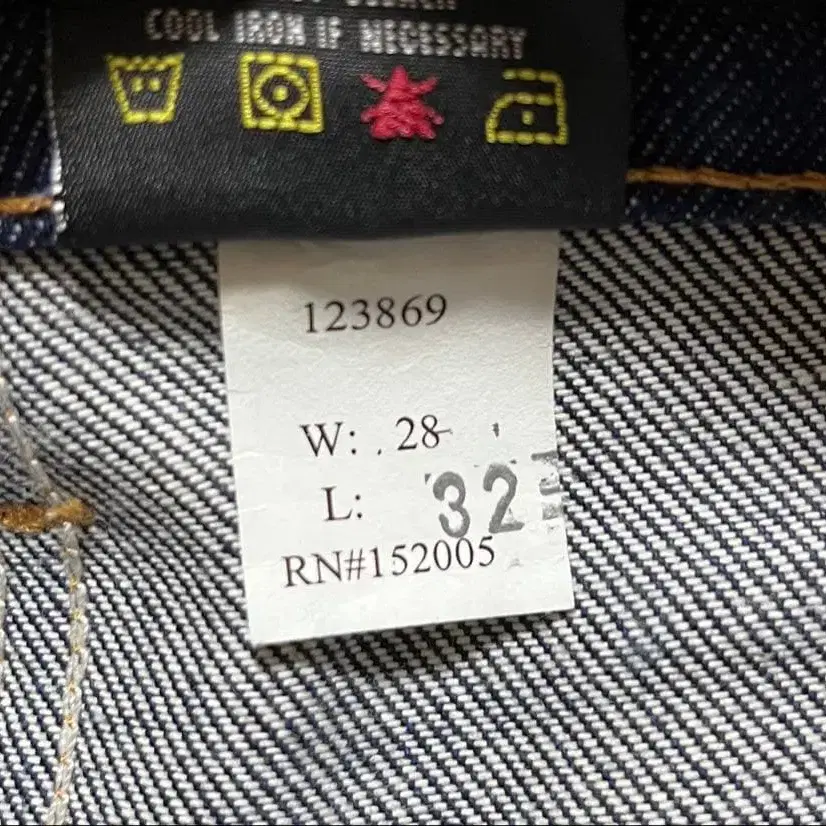 COOL IRON IF NECESSARY
123869
W: . 28
L: 32
RN#152005